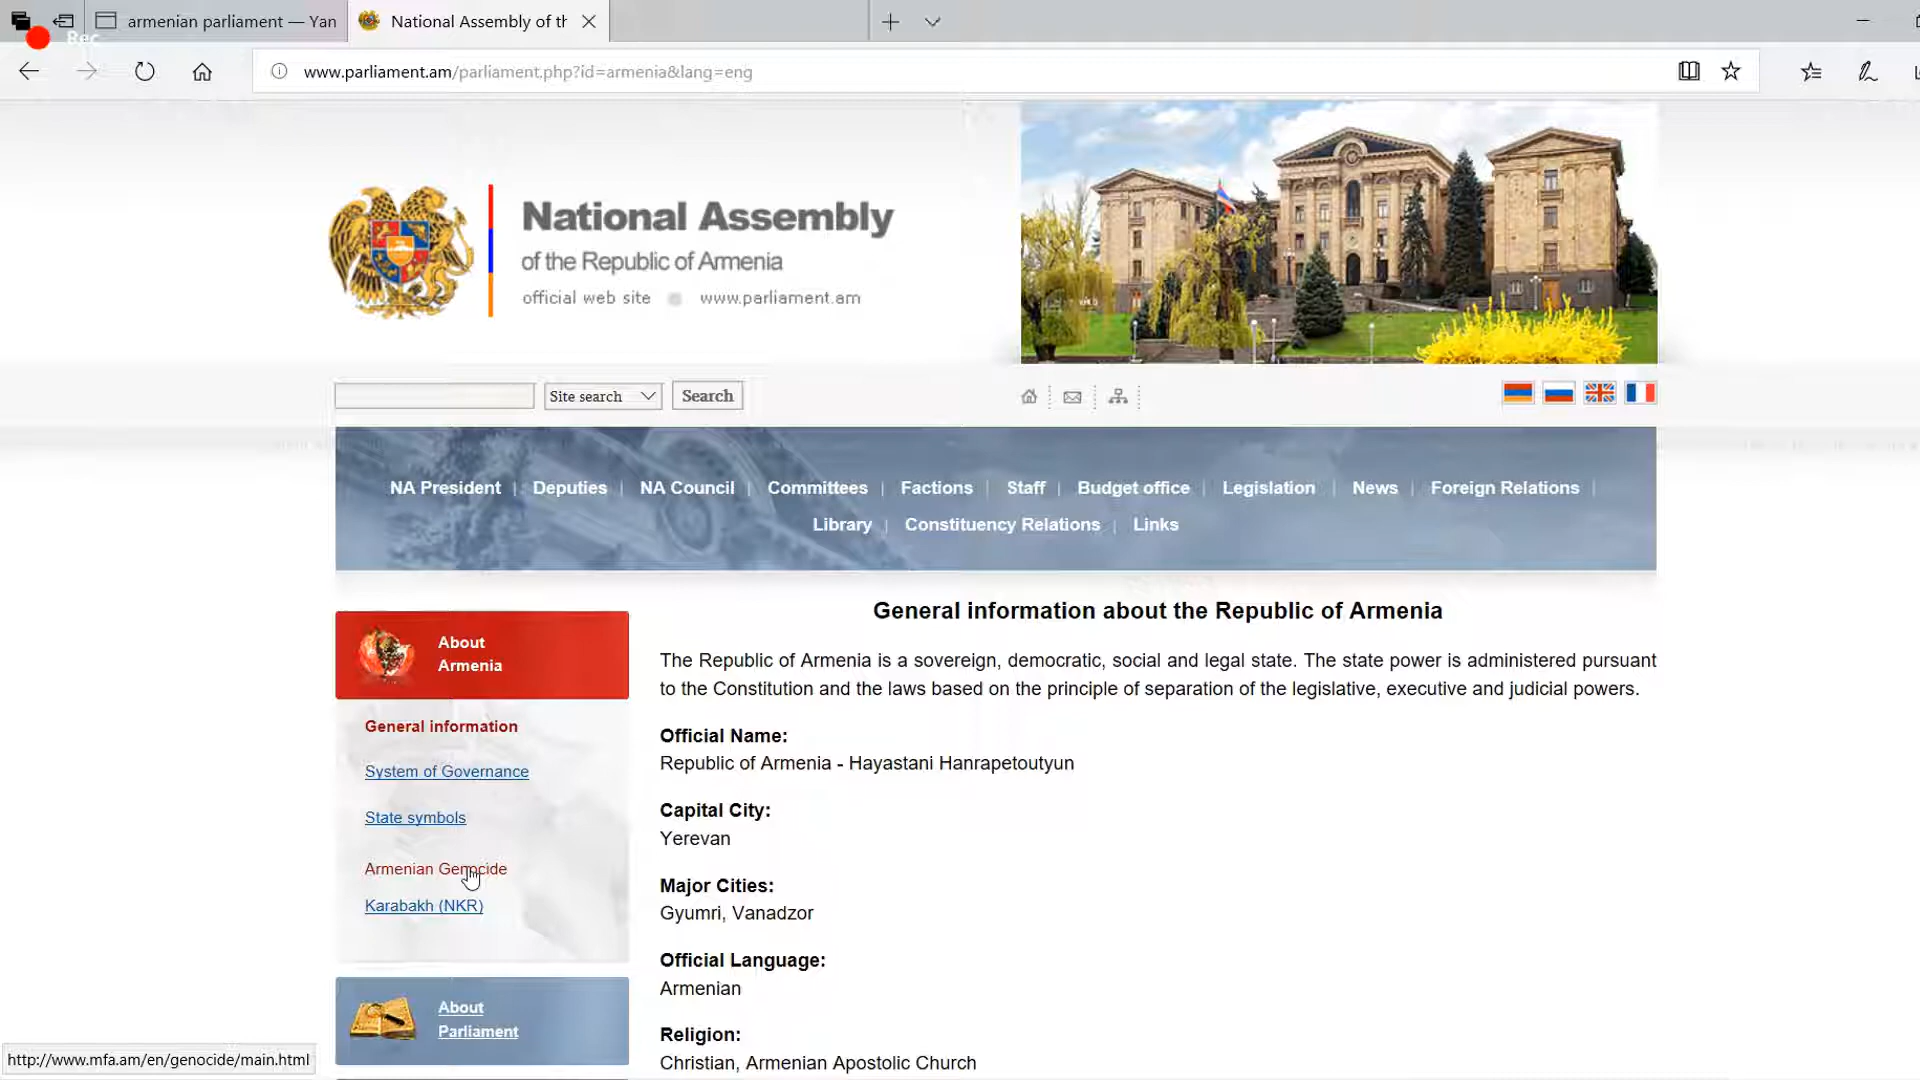 armenian parliament — Yan
National Assembly of th
Rec
www.parliament.am/parliament.php?id=armenia&lang=eng
National Assembly
of the Republic of Armenia
official web site www.parliament.am
Site search
Search
NA President | Deputies | NA Council | Committees | Factions | Staff | Budget office | Legislation | News | Foreign Relations |
Library | Constituency Relations | Links
About
Armenia
General information
System of Governance
State symbols
Armenian Genocide
Karabakh (NKR)
About
Parliament
General information about the Republic of Armenia
The Republic of Armenia is a sovereign, democratic, social and legal state. The state power is administered pursuant
to the Constitution and the laws based on the principle of separation of the legislative, executive and judicial powers.
Official Name:
Republic of Armenia - Hayastani Hanrapetoutyun
Capital City:
Yerevan
Major Cities:
Gyumri, Vanadzor
Official Language:
Armenian
Religion:
Christian, Armenian Apostolic Church
http://www.mfa.am/en/genocide/main.html